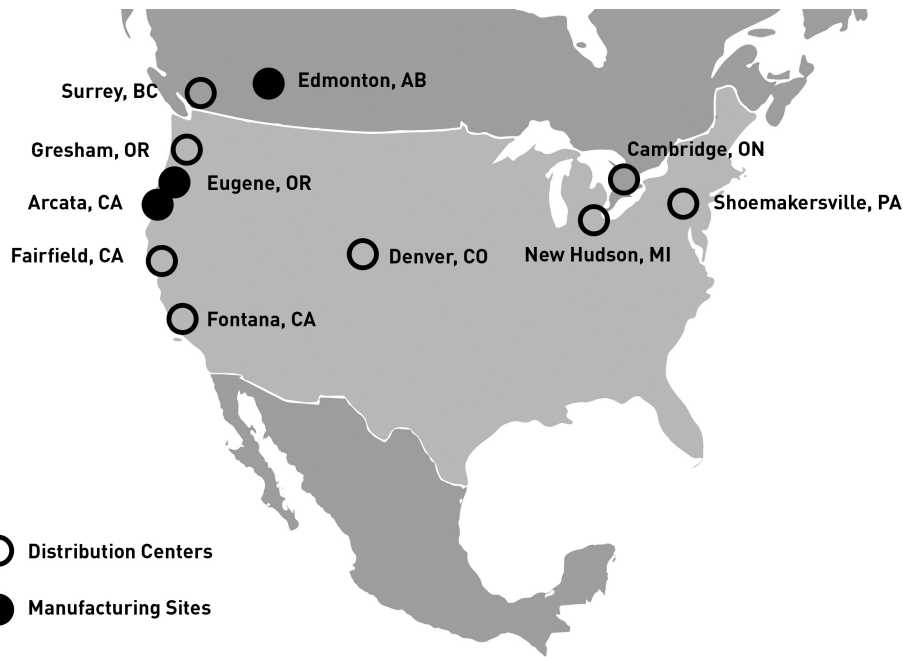 Surrey, BC
Edmonton, AB
Gresham, OR
Cambridge, ON
Eugene, OR
Arcata, CA
Shoemakersville, PA
Fairfield, CA
Denver, CO
New Hudson, MI
Fontana, CA
Distribution Centers
Manufacturing Sites